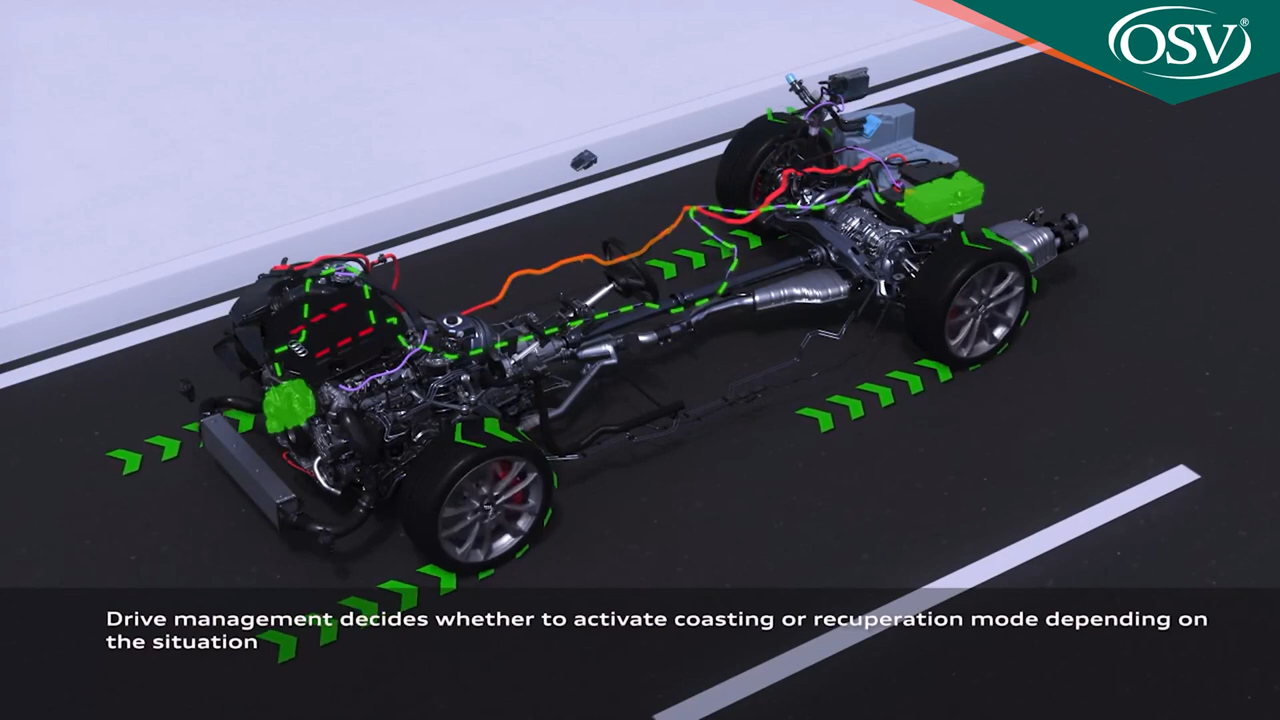 OSV®
Drive management decides whether to activate coasting or recuperation mode depending on
the situation